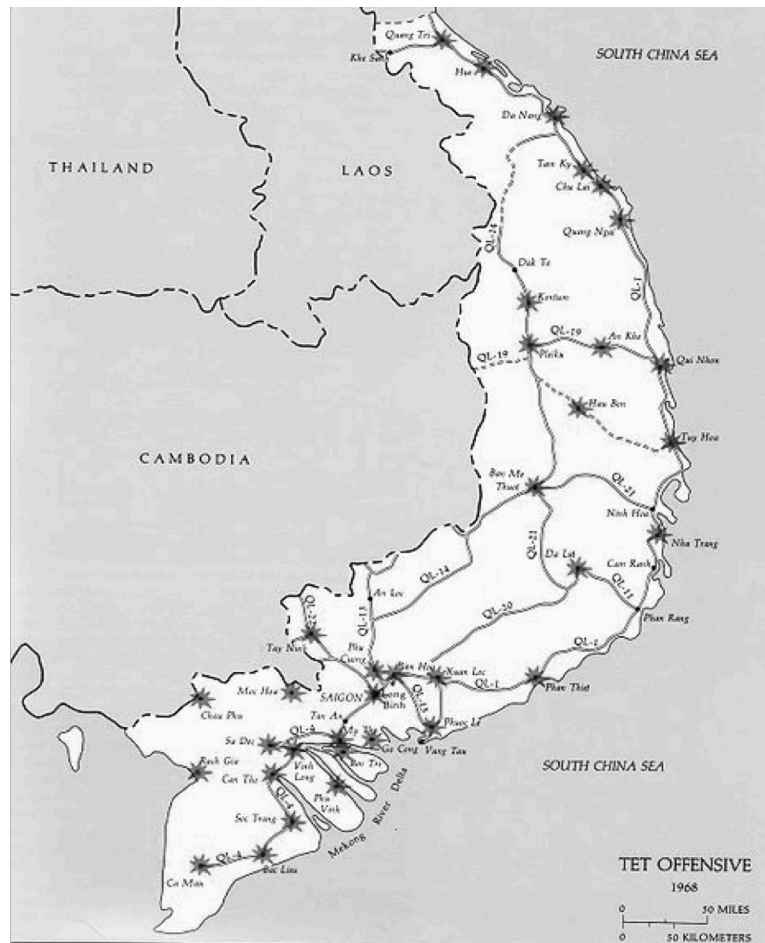 Quang Tri
Khe Sanh
Hue
SOUTH CHINA SEA
Da Nang
THAILAND
LAOS
Tam Ky
Chu Lai
Quang Ngai
QL-14
Dak To
QL-1
Kontum
QL-19
An Khe
QL-19
Pleiku
Qui Nhon
Hau Bon
Tuy Hoa
CAMBODIA
Ban Me
Thuot
QL-21
Ninh Hoa
Nha Trang
QL-21
Da Lat
Cam Ranh
QL-14
An Loc
QL-11
QL-13
QL-22
QL-20
Phan Rang
Tay Ninh
Phu
Cuong
QL-1
Bien Hoa
Xuan Loc
Moc Hoa
SAIGON
Long
Binh
QL-1
Phan Thiet
Chau Phu
QL-15
Tan An
Phuoc Le
QL-4
My Tho
Sa Dec
Go Cong
Vung Tau
Rach Gia
Vinh
Long
Ben Tre
SOUTH CHINA SEA
Can Tho
Phu
Vinh
QL-4
Mekong River Delta
Soc Trang
QL-4
Bac Lieu
Ca Mau
TET OFFENSIVE
1968
0 50 MILES
0 50 KILOMETERS